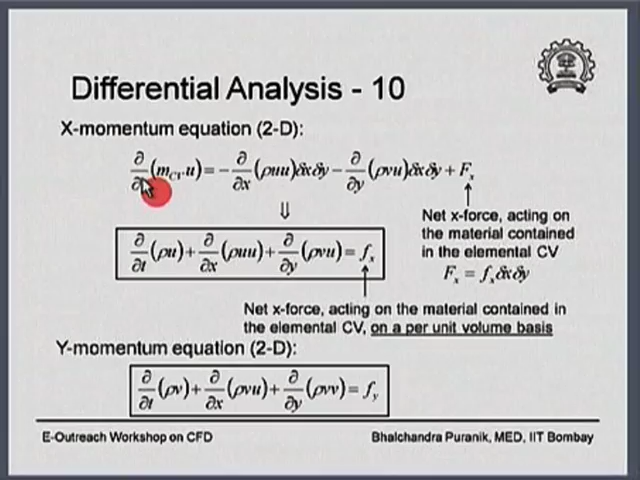 Differential Analysis - 10
X-momentum equation (2-D):
∂/∂t (m_CV u) = − ∂/∂x (ρuu)δxδy − ∂/∂y (ρvu)δxδy + F_x
⇓
Net x-force, acting on
the material contained
in the elemental CV
F_x = f_x δxδy
∂/∂t (ρu) + ∂/∂x (ρuu) + ∂/∂y (ρvu) = f_x
Net x-force, acting on the material contained in
the elemental CV, on a per unit volume basis
Y-momentum equation (2-D):
∂/∂t (ρv) + ∂/∂x (ρvu) + ∂/∂y (ρvv) = f_y
E-Outreach Workshop on CFD
Bhalchandra Puranik, MED, IIT Bombay